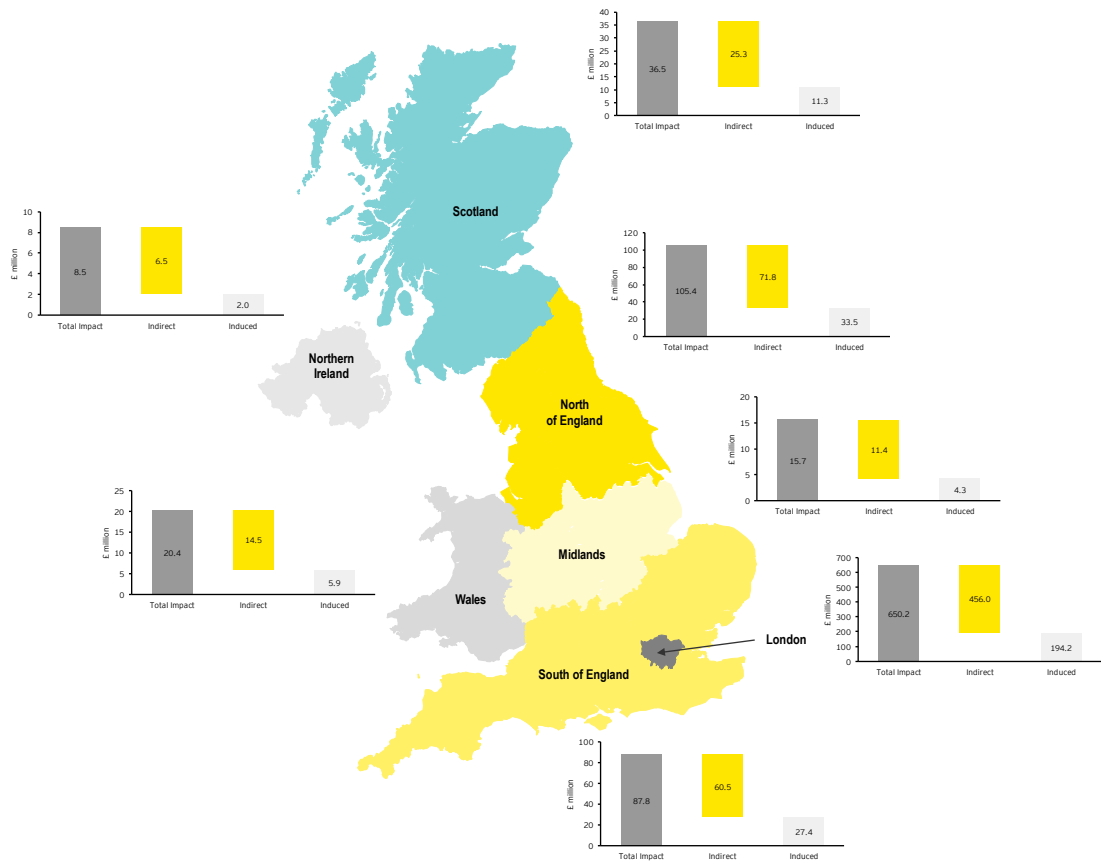 40
35
30
25
20
15
10
5
0
£ million
36.5
25.3
11.3
Total Impact Indirect Induced
Scotland
10
8
6
4
2
0
£ million
8.5
6.5
2.0
Total Impact Indirect Induced
120
100
80
60
40
20
0
£ million
105.4
71.8
33.5
Total Impact Indirect Induced
Northern
Ireland
North
of England
20
15
10
5
0
£ million
15.7
11.4
4.3
Total Impact Indirect Induced
25
20
15
10
5
0
£ million
20.4
14.5
5.9
Total Impact Indirect Induced
Midlands
Wales
700
600
500
400
300
200
100
0
£ million
650.2
456.0
194.2
Total Impact Indirect Induced
London
South of England
100
80
60
40
20
0
£ million
87.8
60.5
27.4
Total Impact Indirect Induced